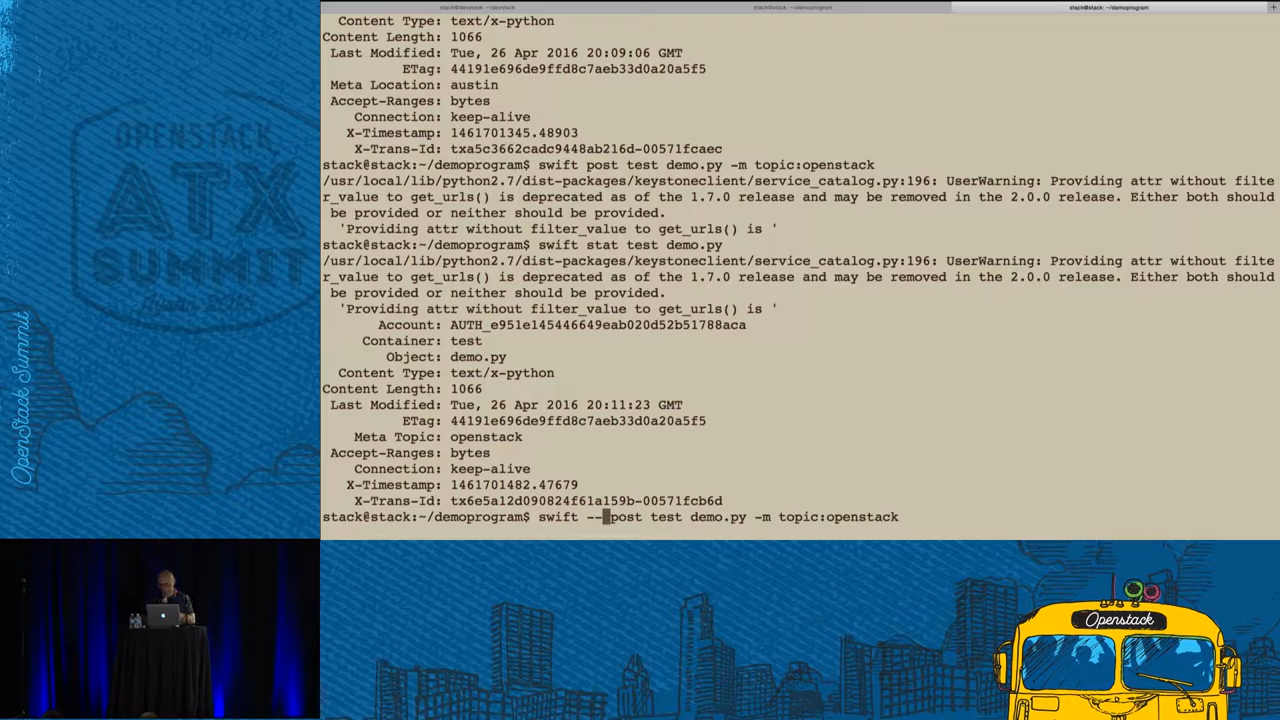 stack@devstack: ~/devstack
stack@stack: ~/demoprogram
stack@stack: ~/demoprogram
Content Type: text/x-python
Content Length: 1066
Last Modified: Tue, 26 Apr 2016 20:09:06 GMT
ETag: 44191e696de9ffd8c7aeb33d0a20a5f5
Meta Location: austin
Accept-Ranges: bytes
Connection: keep-alive
X-Timestamp: 1461701345.48903
X-Trans-Id: txa5c3662cadc9448ab216d-00571fcaec
stack@stack:~/demoprogram$ swift post test demo.py -m topic:openstack
/usr/local/lib/python2.7/dist-packages/keystoneclient/service_catalog.py:196: UserWarning: Providing attr without filte
r_value to get_urls() is deprecated as of the 1.7.0 release and may be removed in the 2.0.0 release. Either both should
be provided or neither should be provided.
'Providing attr without filter_value to get_urls() is '
stack@stack:~/demoprogram$ swift stat test demo.py
/usr/local/lib/python2.7/dist-packages/keystoneclient/service_catalog.py:196: UserWarning: Providing attr without filte
r_value to get_urls() is deprecated as of the 1.7.0 release and may be removed in the 2.0.0 release. Either both should
be provided or neither should be provided.
'Providing attr without filter_value to get_urls() is '
Account: AUTH_e951e145446649eab020d52b51788aca
Container: test
Object: demo.py
Content Type: text/x-python
Content Length: 1066
Last Modified: Tue, 26 Apr 2016 20:11:23 GMT
ETag: 44191e696de9ffd8c7aeb33d0a20a5f5
Meta Topic: openstack
Accept-Ranges: bytes
Connection: keep-alive
X-Timestamp: 1461701482.47679
X-Trans-Id: tx6e5a12d090824f61a159b-00571fcb6d
stack@stack:~/demoprogram$ swift -- post test demo.py -m topic:openstack
OPENSTACK
ATX
SUMMIT
OpenStack Summit
Openstack